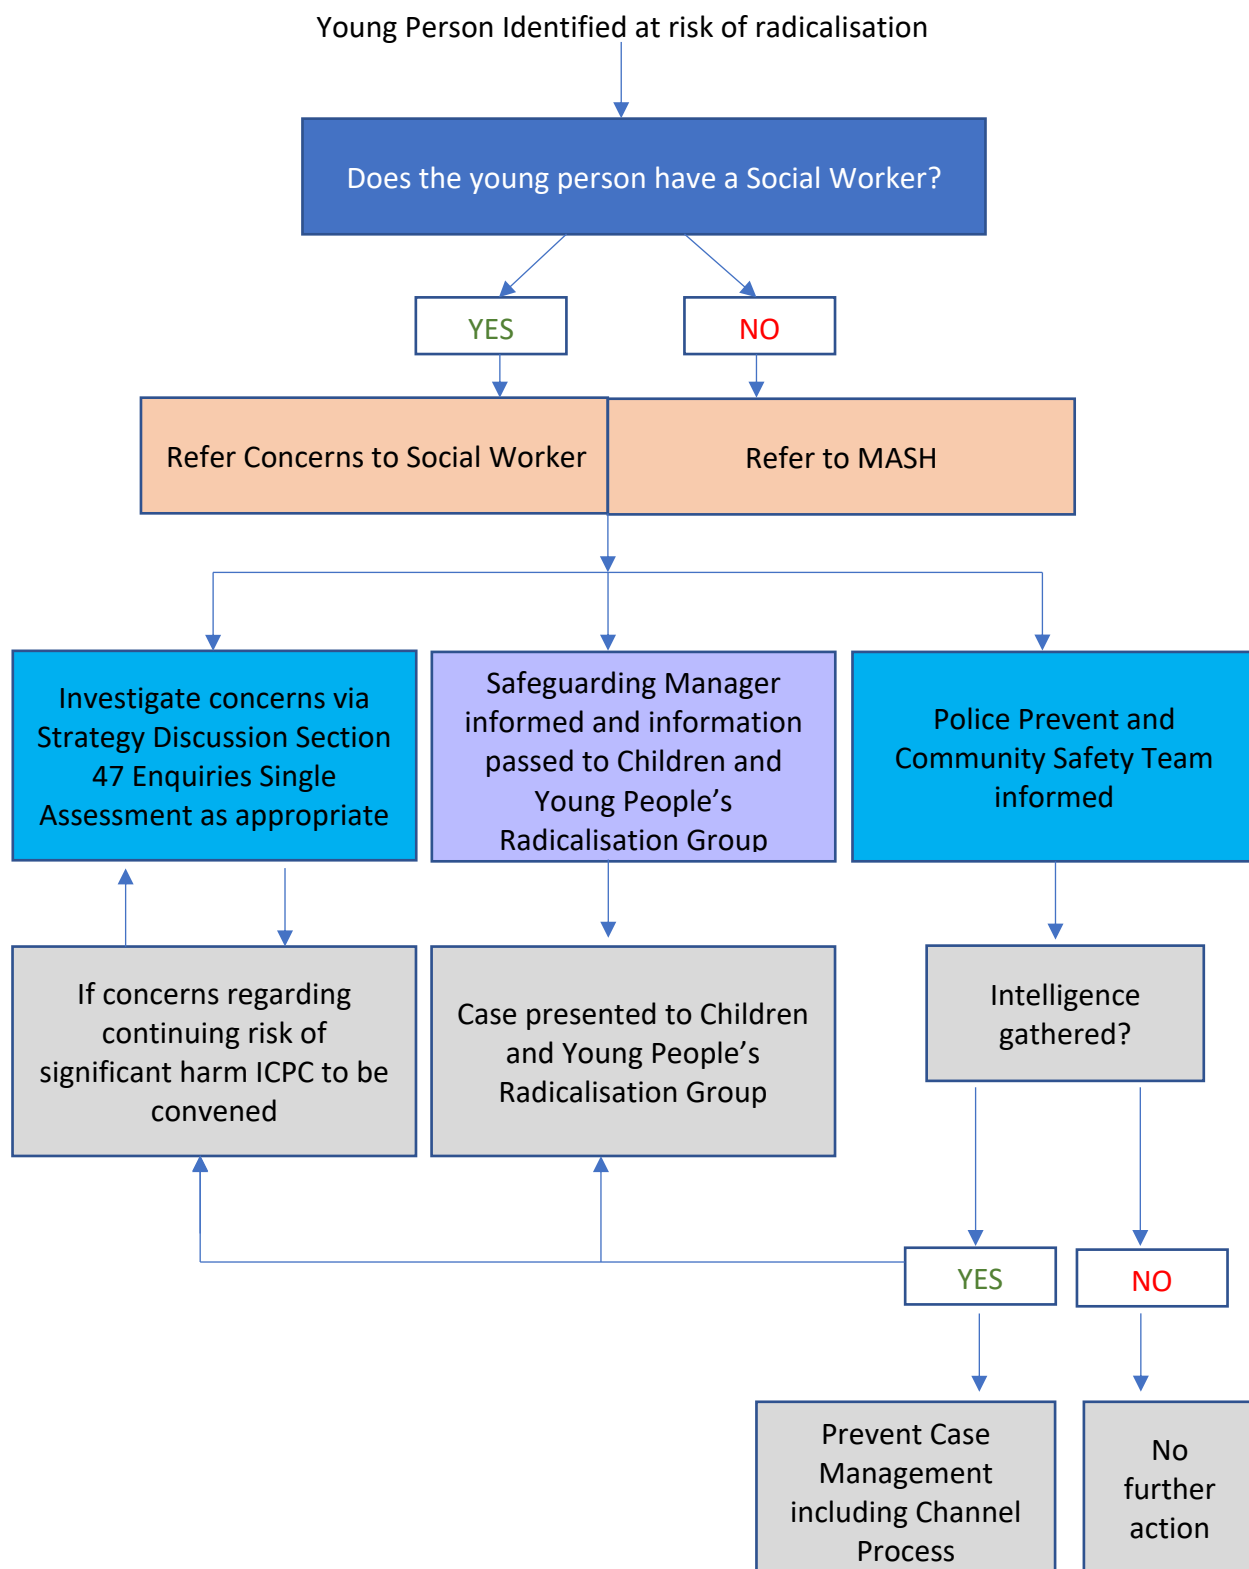 Young Person Identified at risk of radicalisation
Does the young person have a Social Worker?
YES
NO
Refer Concerns to Social Worker
Refer to MASH
Investigate concerns via
Strategy Discussion Section
47 Enquiries Single
Assessment as appropriate
Safeguarding Manager
informed and information
passed to Children and
Young People’s
Radicalisation Group
Police Prevent and
Community Safety Team
informed
If concerns regarding
continuing risk of
significant harm ICPC to be
convened
Case presented to Children
and Young People’s
Radicalisation Group
Intelligence
gathered?
YES
NO
Prevent Case
Management
including Channel
Process
No
further
action